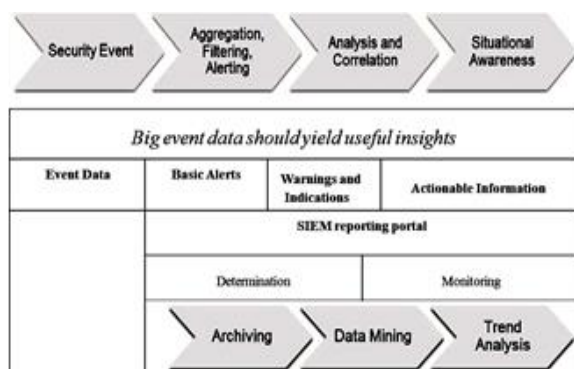 Security Event
Aggregation,
Filtering,
Alerting
Analysis and
Correlation
Situational
Awareness
Big event data should yield useful insights
Event Data
Basic Alerts
Warnings and
Indications
Actionable Information
SIEM reporting portal
Determination
Monitoring
Archiving
Data Mining
Trend
Analysis